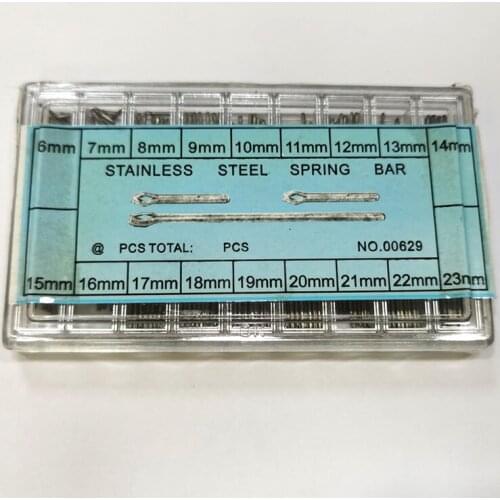 6mm 7mm 8mm 9mm 10mm 11mm 12mm 13mm 14mm
STAINLESS STEEL SPRING BAR
@ PCS TOTAL: PCS NO.00629
15mm 16mm 17mm 18mm 19mm 20mm 21mm 22mm 23mm